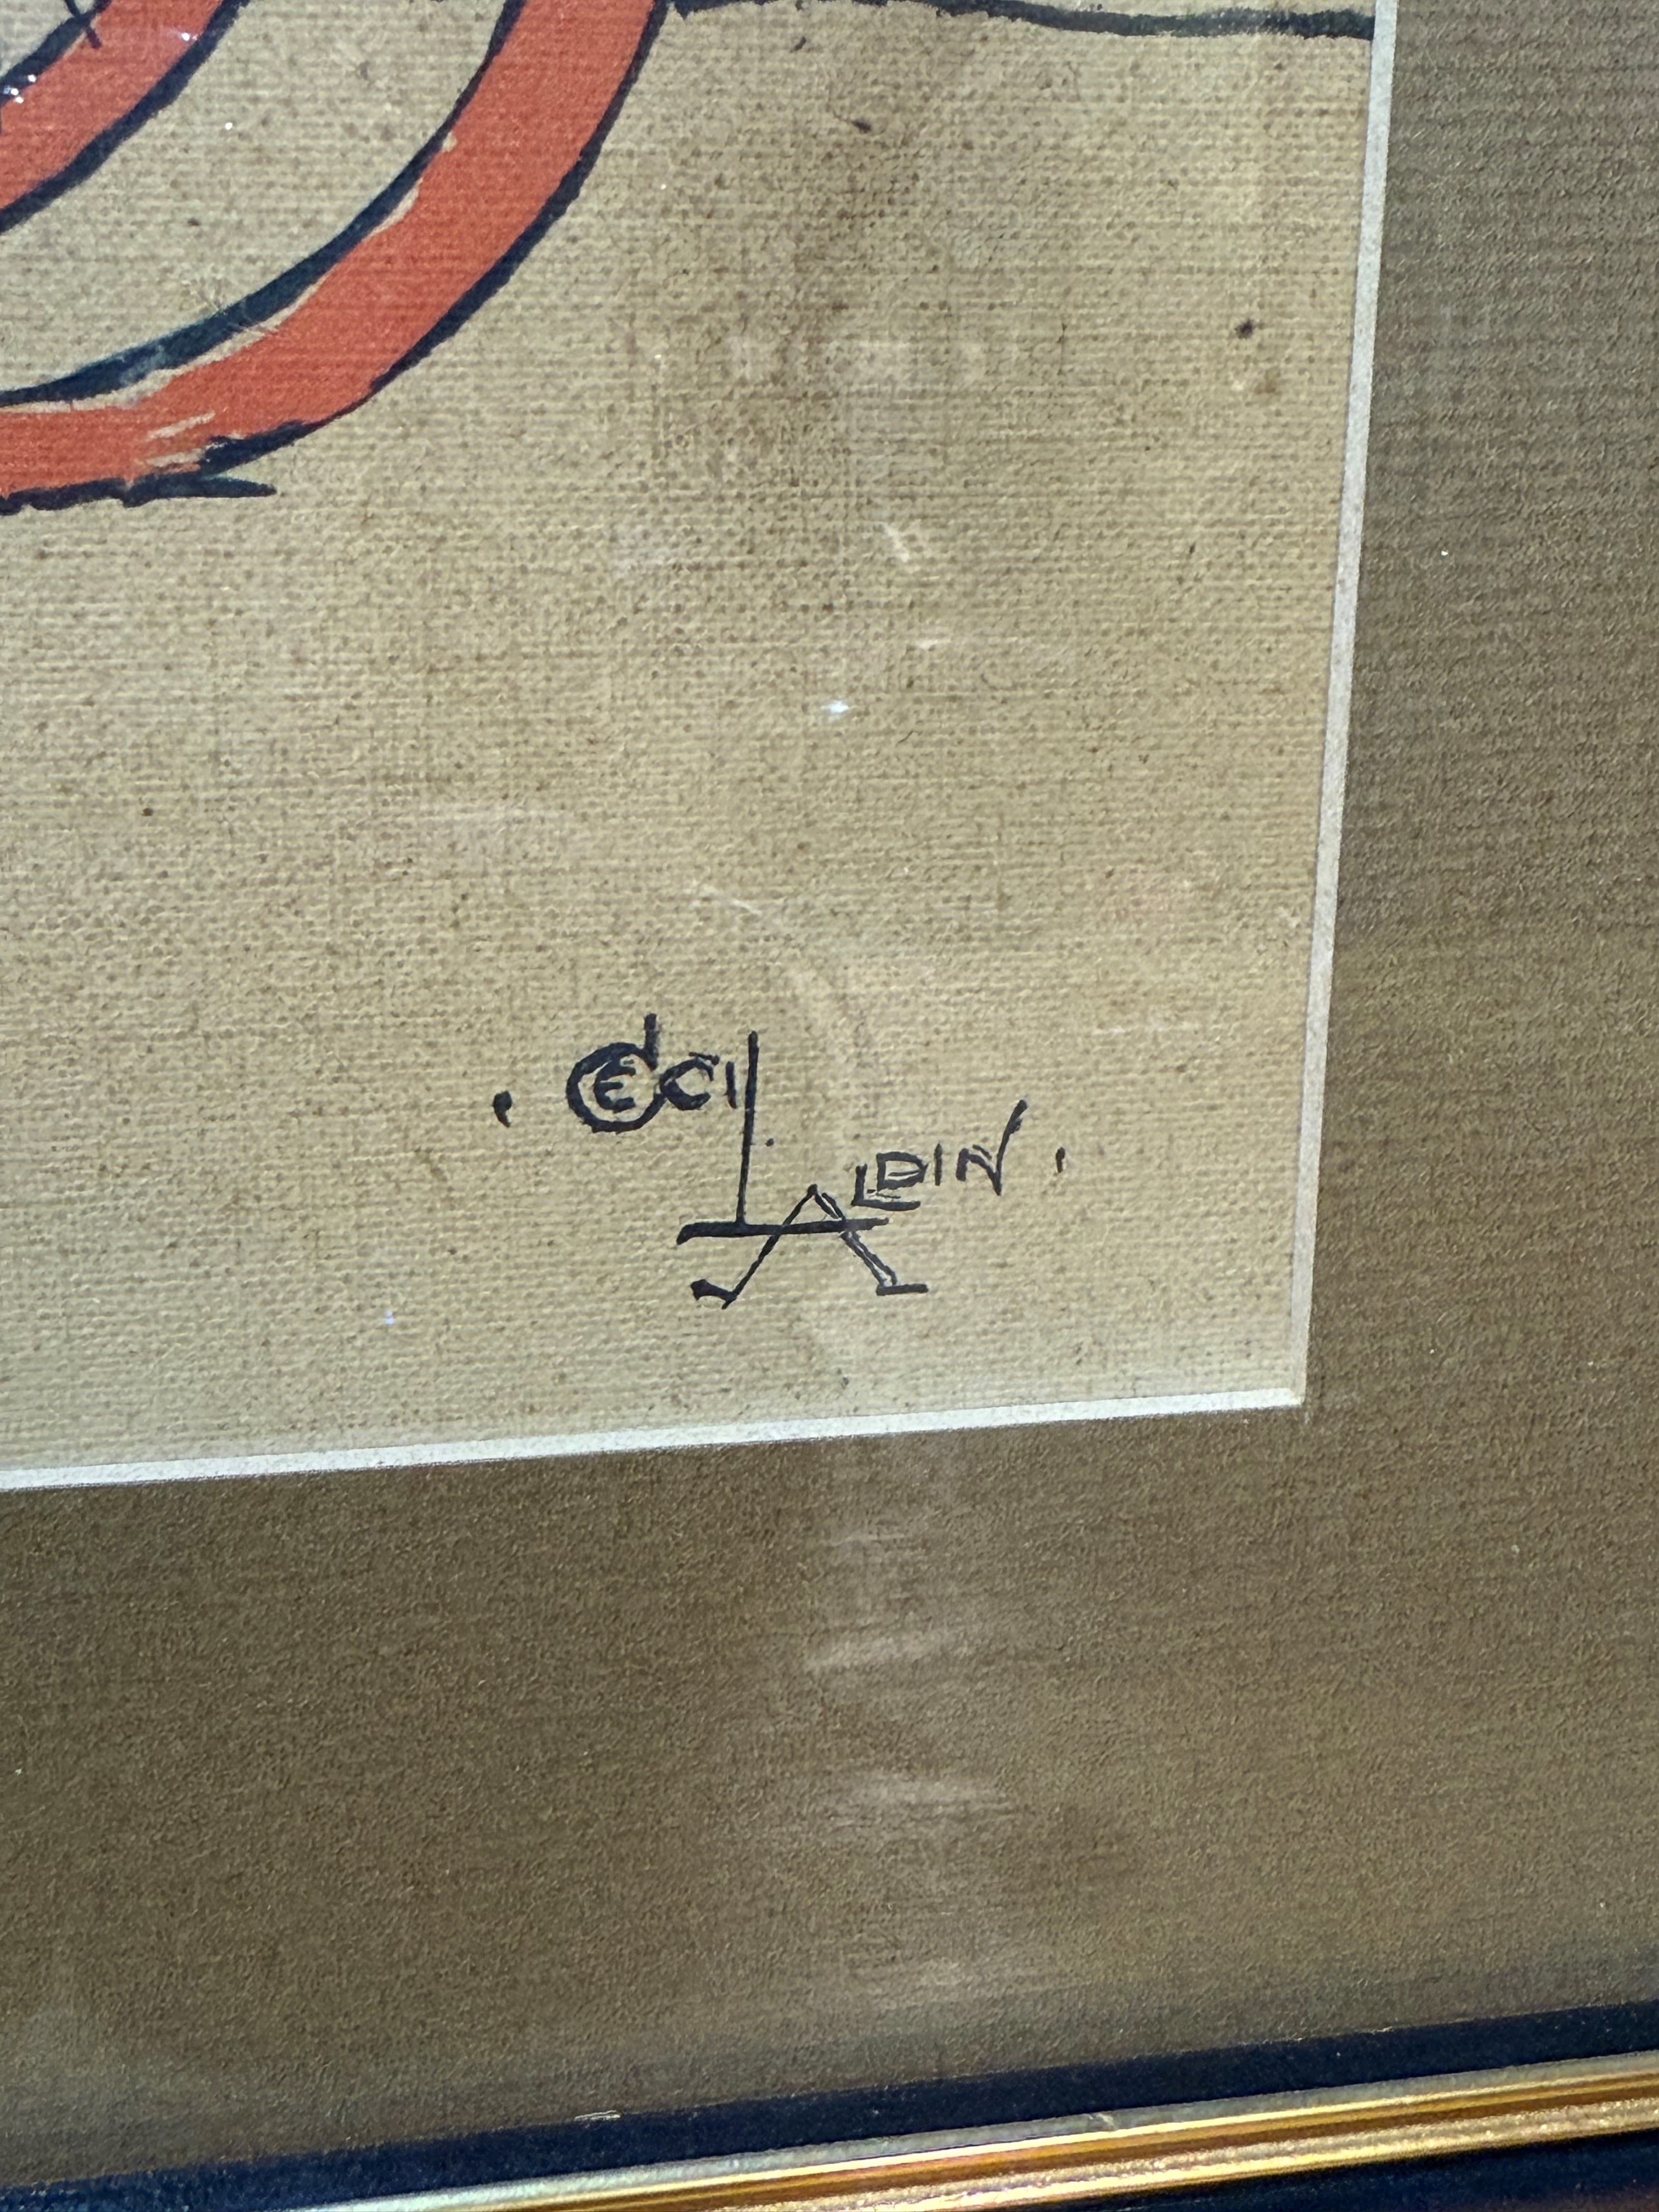 . CECIL
ALDIN .